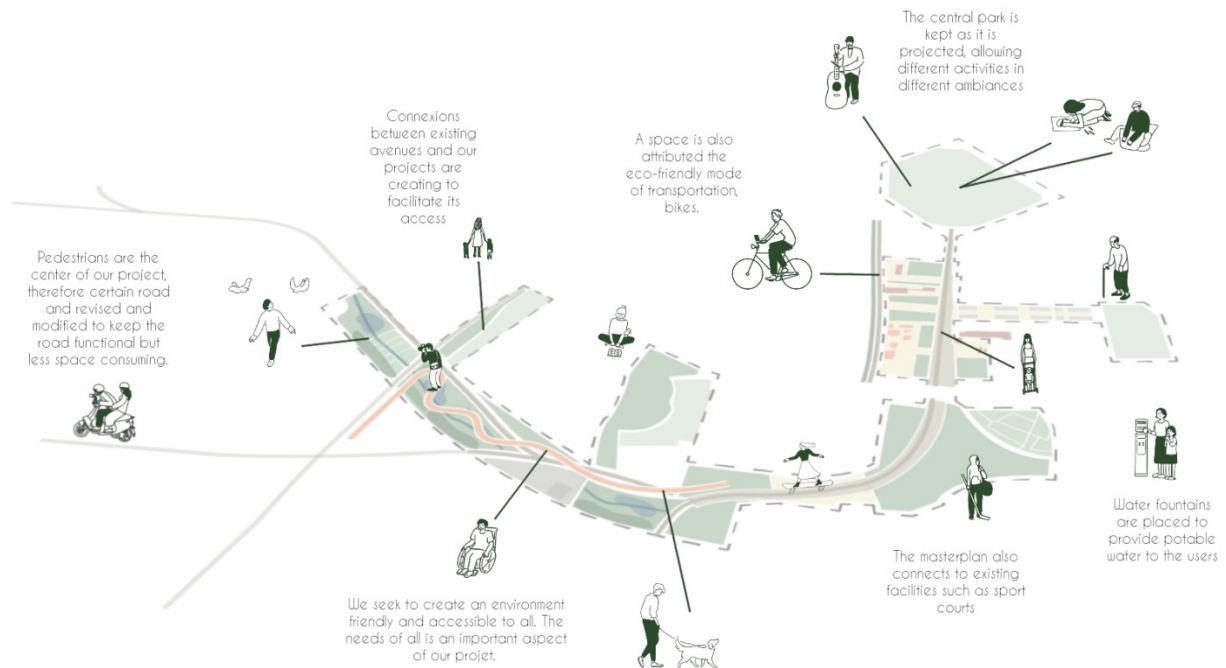 The central park is
kept as it is
projected, allowing
different activities in
different ambiances
Connexions
between existing
avenues and our
projects are
creating to
facilitate its
access
A space is also
attributed the
eco-friendly mode
of transportation,
bikes.
Pedestrians are the
center of our project,
therefore certain road
and revised and
modified to keep the
road functional but
less space consuming.
Water fountains
are placed to
provide potable
water to the users
The masterplan also
connects to existing
facilities such as sport
courts
We seek to create an environment
friendly and accessible to all. The
needs of all is an important aspect
of our projet.